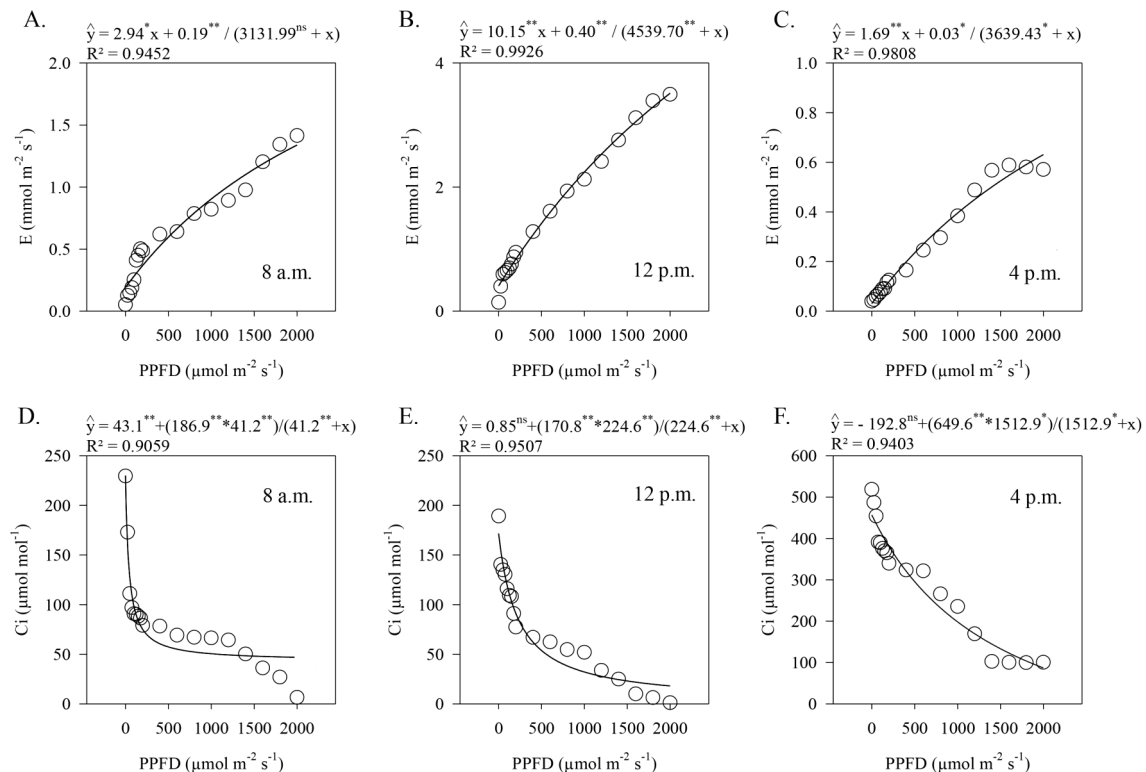 A.
ŷ = 2.94*x + 0.19** / (3131.99ns + x)
R² = 0.9452
2.0
1.5
1.0
0.5
0.0
E (mmol m-2 s-1)
8 a.m.
0 500 1000 1500 2000
PPFD (µmol m-2 s-1)
B.
ŷ = 10.15**x + 0.40** / (4539.70** + x)
R² = 0.9926
4
2
0
E (mmol m-2 s-1)
12 p.m.
0 500 1000 1500 2000
PPFD (µmol m-2 s-1)
C.
ŷ = 1.69**x + 0.03* / (3639.43* + x)
R² = 0.9808
1.0
0.8
0.6
0.4
0.2
0.0
E (mmol m-2 s-1)
4 p.m.
0 500 1000 1500 2000
PPFD (µmol m-2 s-1)
D.
ŷ = 43.1**+(186.9***41.2**)/(41.2**+x)
R² = 0.9059
250
200
150
100
50
0
Ci (µmol mol-1)
8 a.m.
0 500 1000 1500 2000
PPFD (µmol m-2 s-1)
E.
ŷ = 0.85ns+(170.8***224.6**)/(224.6**+x)
R² = 0.9507
250
200
150
100
50
0
Ci (µmol mol-1)
12 p.m.
0 500 1000 1500 2000
PPFD (µmol m-2 s-1)
F.
ŷ = - 192.8ns+(649.6***1512.9*)/(1512.9*+x)
R² = 0.9403
600
500
400
300
200
100
0
Ci (µmol mol-1)
4 p.m.
0 500 1000 1500 2000
PPFD (µmol m-2 s-1)